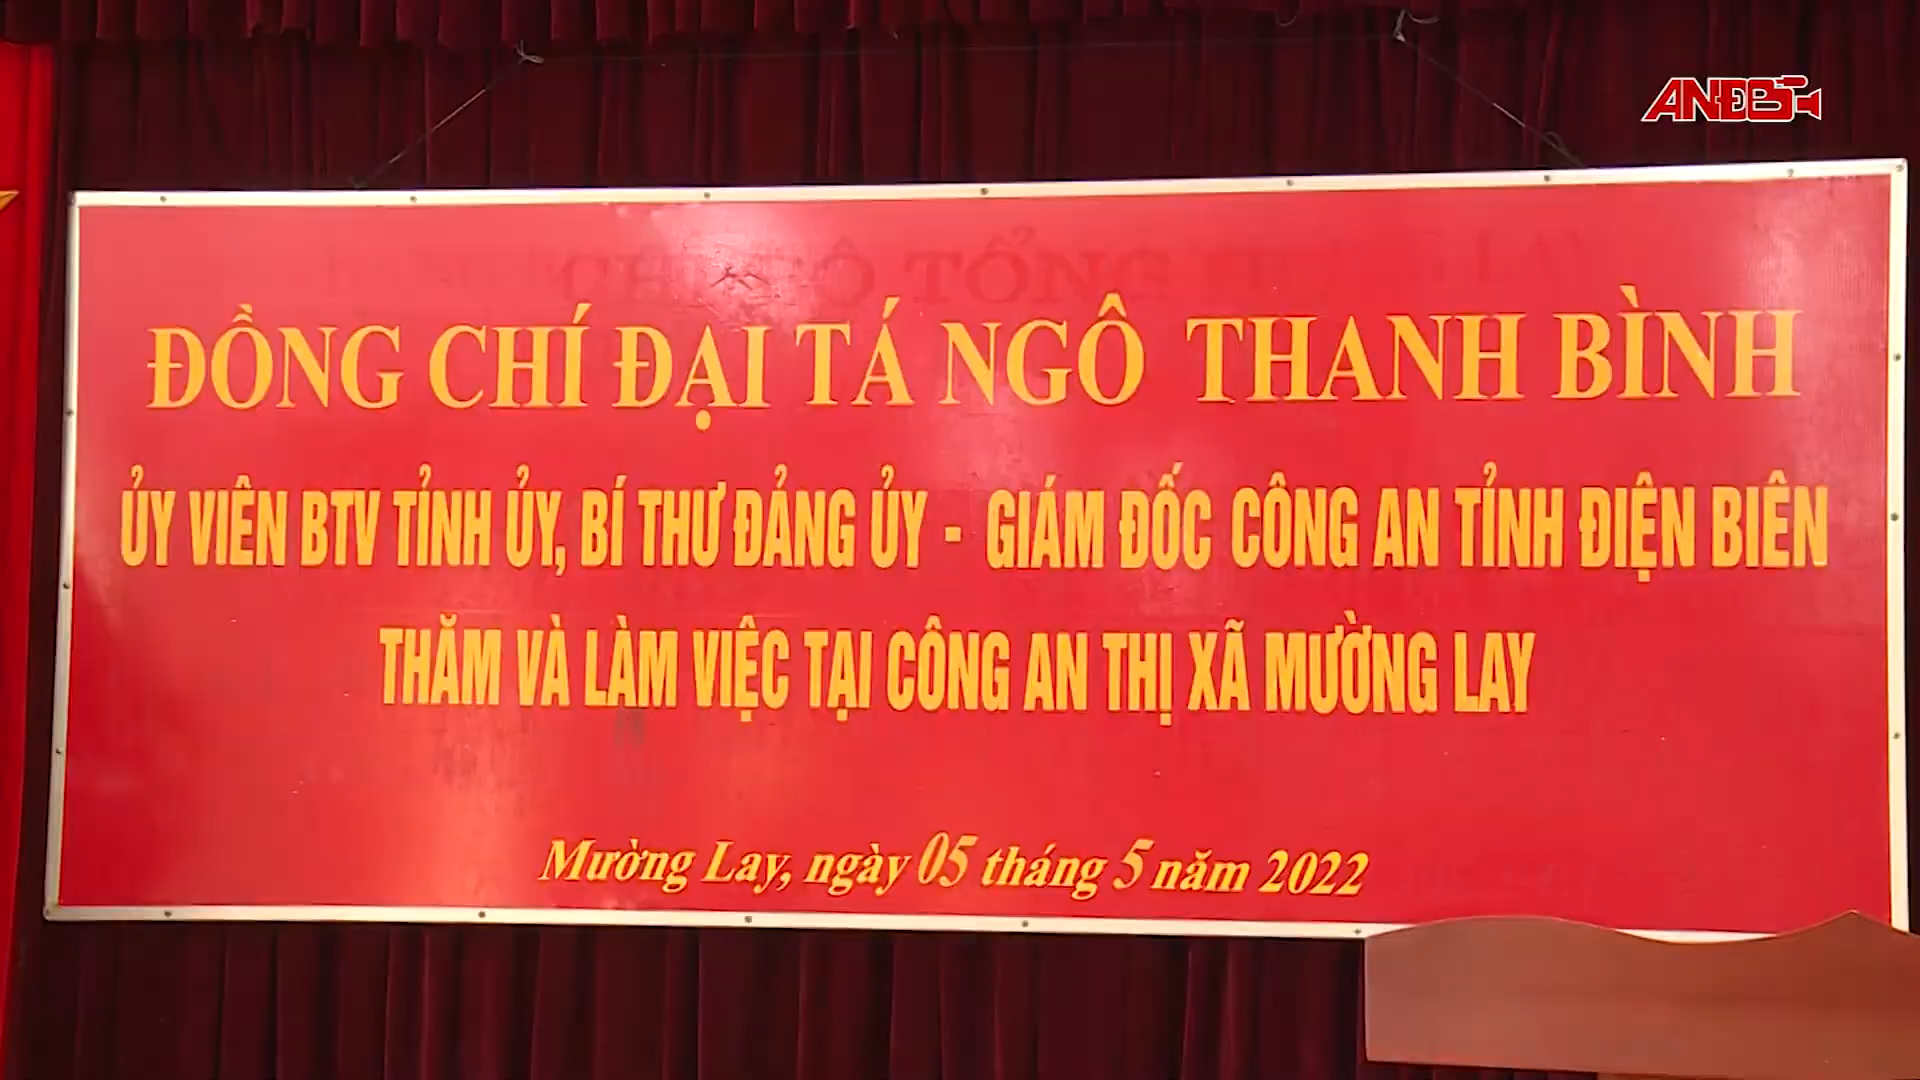 ANĐB
ĐỒNG CHÍ ĐẠI TÁ NGÔ THANH BÌNH
ỦY VIÊN BTV TỈNH ỦY, BÍ THƯ ĐẢNG ỦY - GIÁM ĐỐC CÔNG AN TỈNH ĐIỆN BIÊN
THĂM VÀ LÀM VIỆC TẠI CÔNG AN THỊ XÃ MƯỜNG LAY
Mường Lay, ngày 05 tháng 5 năm 2022